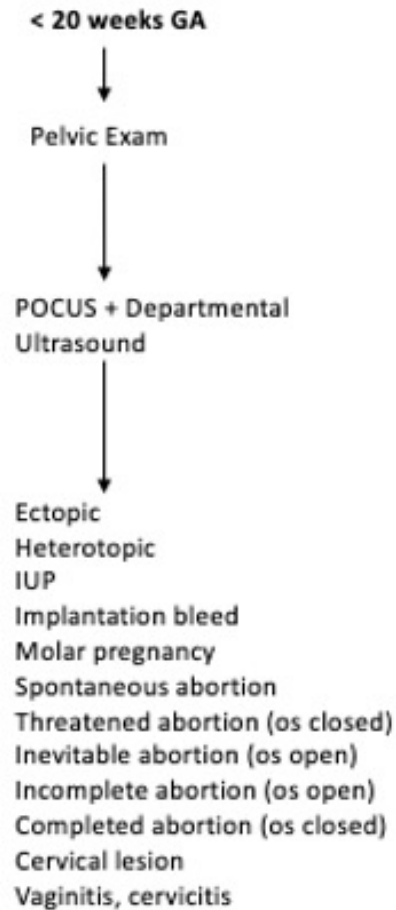 < 20 weeks GA
Pelvic Exam
POCUS + Departmental
Ultrasound
Ectopic
Heterotopic
IUP
Implantation bleed
Molar pregnancy
Spontaneous abortion
Threatened abortion (os closed)
Inevitable abortion (os open)
Incomplete abortion (os open)
Completed abortion (os closed)
Cervical lesion
Vaginitis, cervicitis